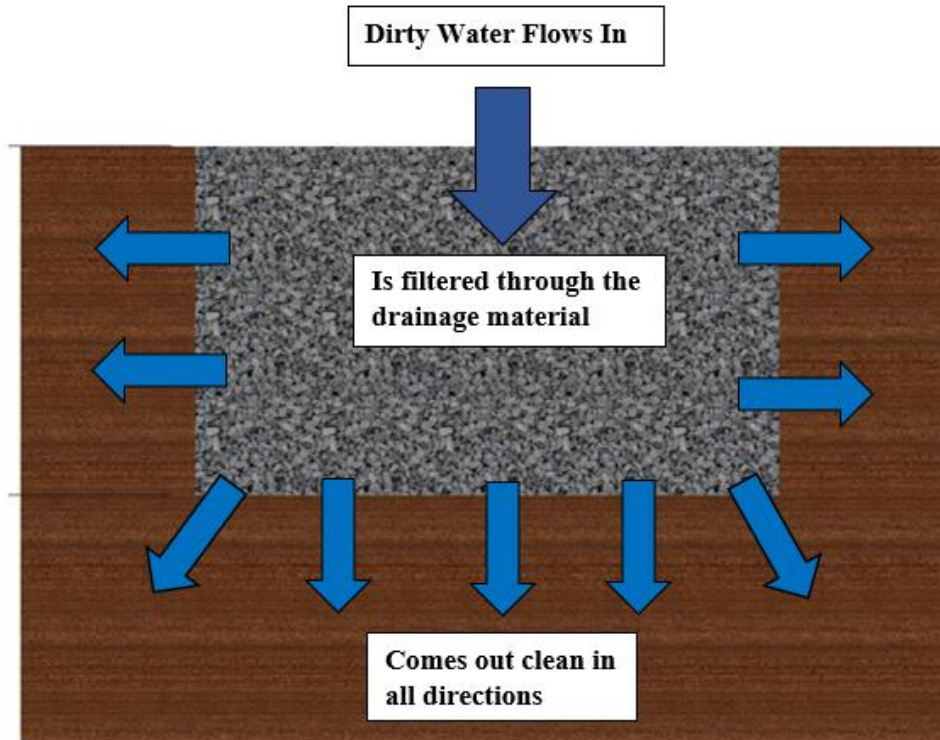 Dirty Water Flows In
Is filtered through the
drainage material
Comes out clean in
all directions